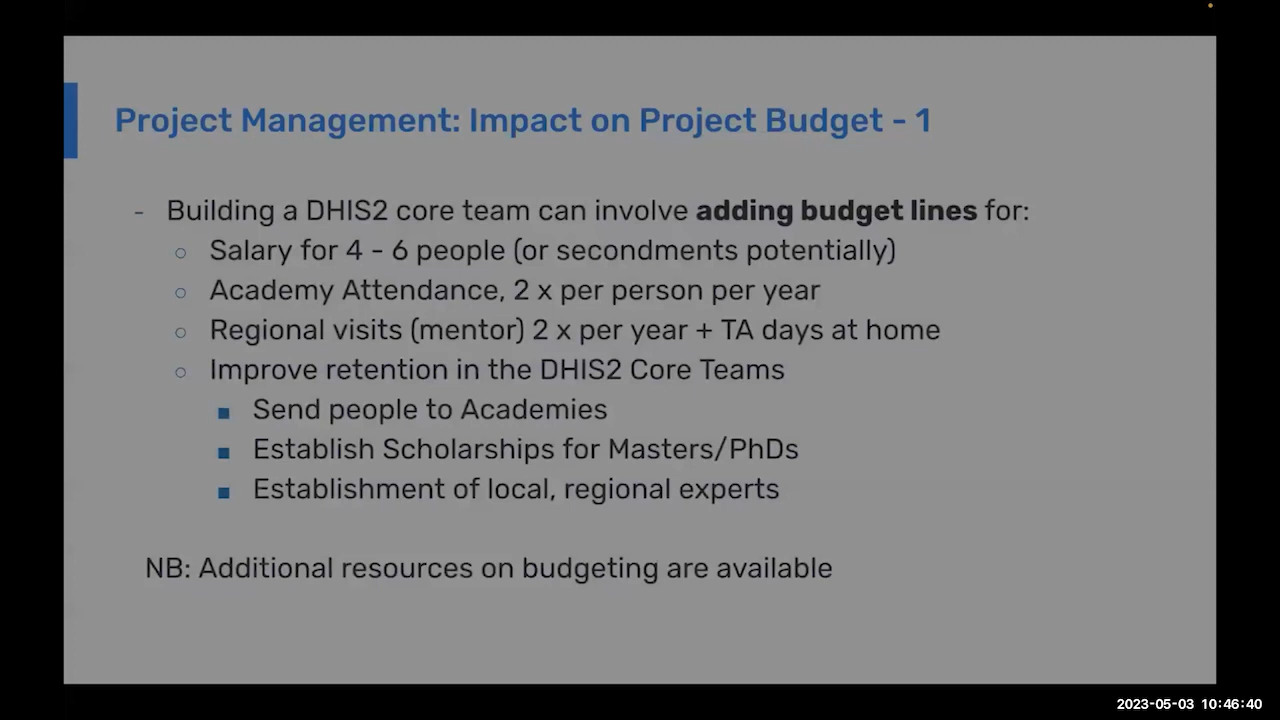 Project Management: Impact on Project Budget - 1
- Building a DHIS2 core team can involve adding budget lines for:
○ Salary for 4 - 6 people (or secondments potentially)
○ Academy Attendance, 2 x per person per year
○ Regional visits (mentor) 2 x per year + TA days at home
○ Improve retention in the DHIS2 Core Teams
■ Send people to Academies
■ Establish Scholarships for Masters/PhDs
■ Establishment of local, regional experts
NB: Additional resources on budgeting are available
2023-05-03 10:46:40